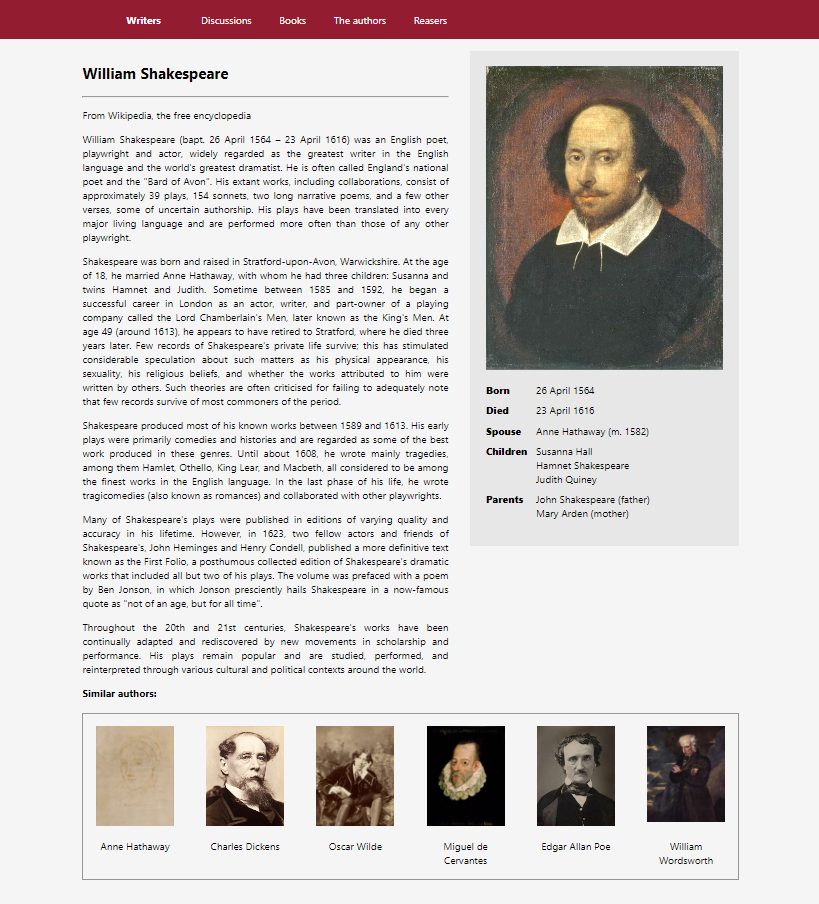 Writers Discussions Books The authors Reasers
William Shakespeare
From Wikipedia, the free encyclopedia
William Shakespeare (bapt. 26 April 1564 – 23 April 1616) was an English poet,
playwright and actor, widely regarded as the greatest writer in the English
language and the world's greatest dramatist. He is often called England's national
poet and the "Bard of Avon". His extant works, including collaborations, consist of
approximately 39 plays, 154 sonnets, two long narrative poems, and a few other
verses, some of uncertain authorship. His plays have been translated into every
major living language and are performed more often than those of any other
playwright.
Shakespeare was born and raised in Stratford-upon-Avon, Warwickshire. At the age
of 18, he married Anne Hathaway, with whom he had three children: Susanna and
twins Hamnet and Judith. Sometime between 1585 and 1592, he began a
successful career in London as an actor, writer, and part-owner of a playing
company called the Lord Chamberlain's Men, later known as the King's Men. At
age 49 (around 1613), he appears to have retired to Stratford, where he died three
years later. Few records of Shakespeare's private life survive; this has stimulated
considerable speculation about such matters as his physical appearance, his
sexuality, his religious beliefs, and whether the works attributed to him were
written by others. Such theories are often criticised for failing to adequately note
that few records survive of most commoners of the period.
Shakespeare produced most of his known works between 1589 and 1613. His early
plays were primarily comedies and histories and are regarded as some of the best
work produced in these genres. Until about 1608, he wrote mainly tragedies,
among them Hamlet, Othello, King Lear, and Macbeth, all considered to be among
the finest works in the English language. In the last phase of his life, he wrote
tragicomedies (also known as romances) and collaborated with other playwrights.
Many of Shakespeare's plays were published in editions of varying quality and
accuracy in his lifetime. However, in 1623, two fellow actors and friends of
Shakespeare's, John Heminges and Henry Condell, published a more definitive text
known as the First Folio, a posthumous collected edition of Shakespeare's dramatic
works that included all but two of his plays. The volume was prefaced with a poem
by Ben Jonson, in which Jonson presciently hails Shakespeare in a now-famous
quote as "not of an age, but for all time".
Throughout the 20th and 21st centuries, Shakespeare's works have been
continually adapted and rediscovered by new movements in scholarship and
performance. His plays remain popular and are studied, performed, and
reinterpreted through various cultural and political contexts around the world.
Born 26 April 1564
Died 23 April 1616
Spouse Anne Hathaway (m. 1582)
Children Susanna Hall
Hamnet Shakespeare
Judith Quiney
Parents John Shakespeare (father)
Mary Arden (mother)
Similar authors:
Anne Hathaway
Charles Dickens
Oscar Wilde
Miguel de
Cervantes
Edgar Allan Poe
William
Wordsworth